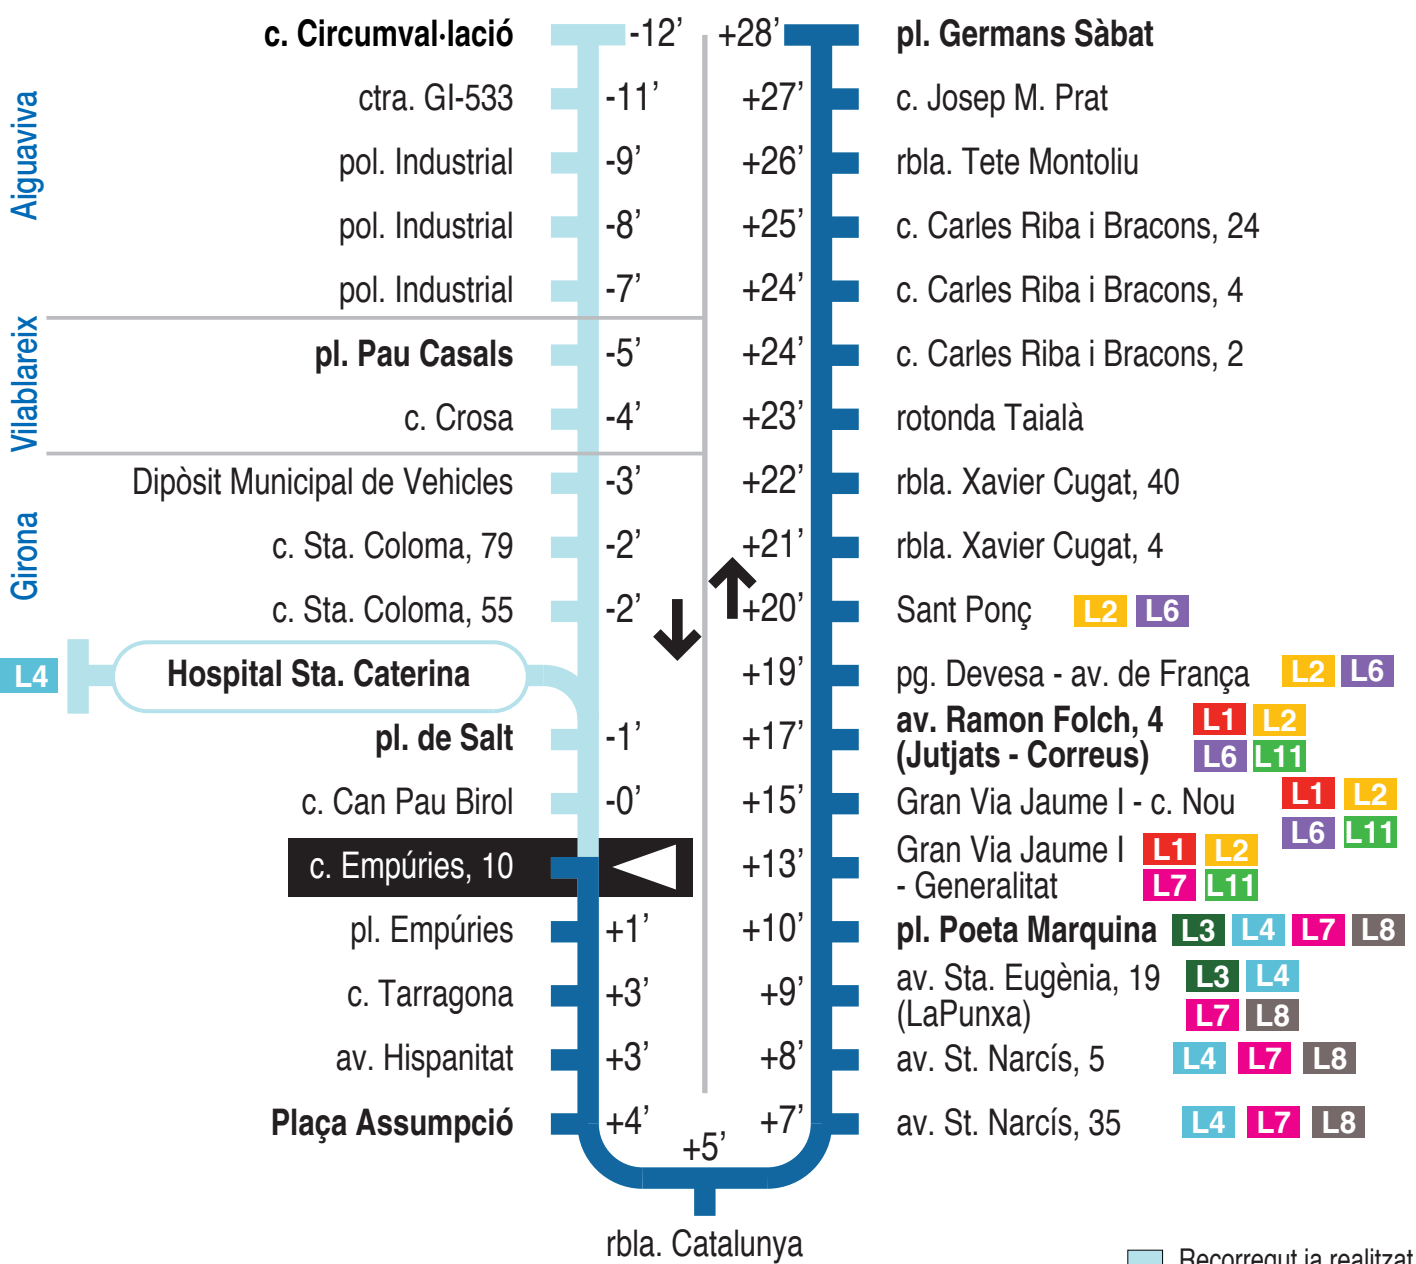 c. Circumval·lació -12’ +28’ pl. Germans Sàbat
ctra. GI-533 -11’ +27’ c. Josep M. Prat
pol. Industrial -9’ +26’ rbla. Tete Montoliu
pol. Industrial -8’ +25’ c. Carles Riba i Bracons, 24
pol. Industrial -7’ +24’ c. Carles Riba i Bracons, 4
Aiguaviva
pl. Pau Casals -5’ +24’ c. Carles Riba i Bracons, 2
c. Crosa -4’ +23’ rotonda Taialà
Vilablareix
Dipòsit Municipal de Vehicles -3’ +22’ rbla. Xavier Cugat, 40
c. Sta. Coloma, 79 -2’ +21’ rbla. Xavier Cugat, 4
c. Sta. Coloma, 55 -2’ +20’ Sant Ponç L2 L6
Girona
L4 Hospital Sta. Caterina +19’ pg. Devesa - av. de França L2 L6
pl. de Salt -1’ +17’ av. Ramon Folch, 4 L1 L2
(Jutjats - Correus) L6 L11
c. Can Pau Birol -0’ +15’ Gran Via Jaume I - c. Nou L1 L2
L6 L11
c. Empúries, 10 +13’ Gran Via Jaume I L1 L2
- Generalitat L7 L11
pl. Empúries +1’ +10’ pl. Poeta Marquina L3 L4 L7 L8
c. Tarragona +3’ +9’ av. Sta. Eugènia, 19 L3 L4
(LaPunxa) L7 L8
av. Hispanitat +3’ +8’ av. St. Narcís, 5 L4 L7 L8
Plaça Assumpció +4’ +7’ av. St. Narcís, 35 L4 L7 L8
+5’
rbla. Catalunya
Recorregut ja realitzat